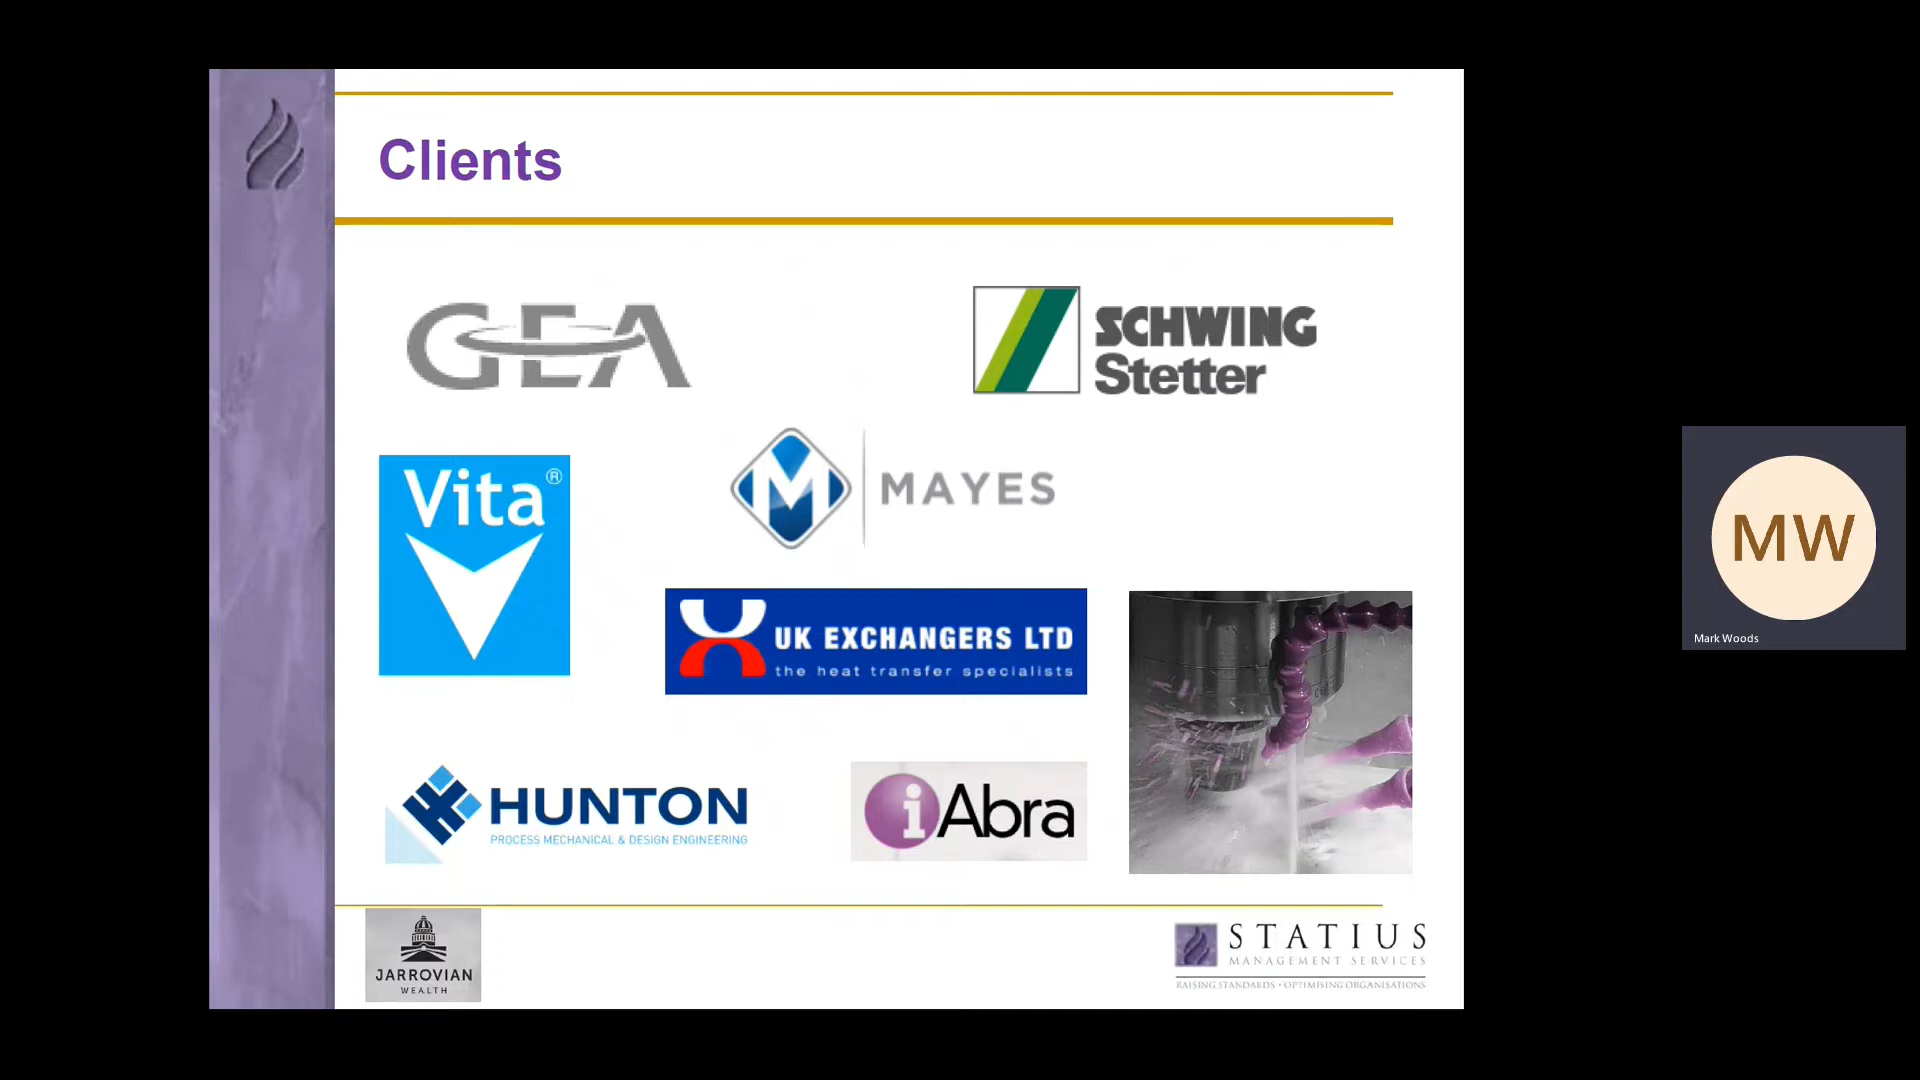 Clients
GEA
SCHWING
Stetter
Vita®
M MAYES
UK EXCHANGERS LTD
the heat transfer specialists
HUNTON
PROCESS MECHANICAL & DESIGN ENGINEERING
iAbra
JARROVIAN
WEALTH
STATIUS
MANAGEMENT SERVICES
RAISING STANDARDS • OPTIMISING ORGANISATIONS
MW
Mark Woods